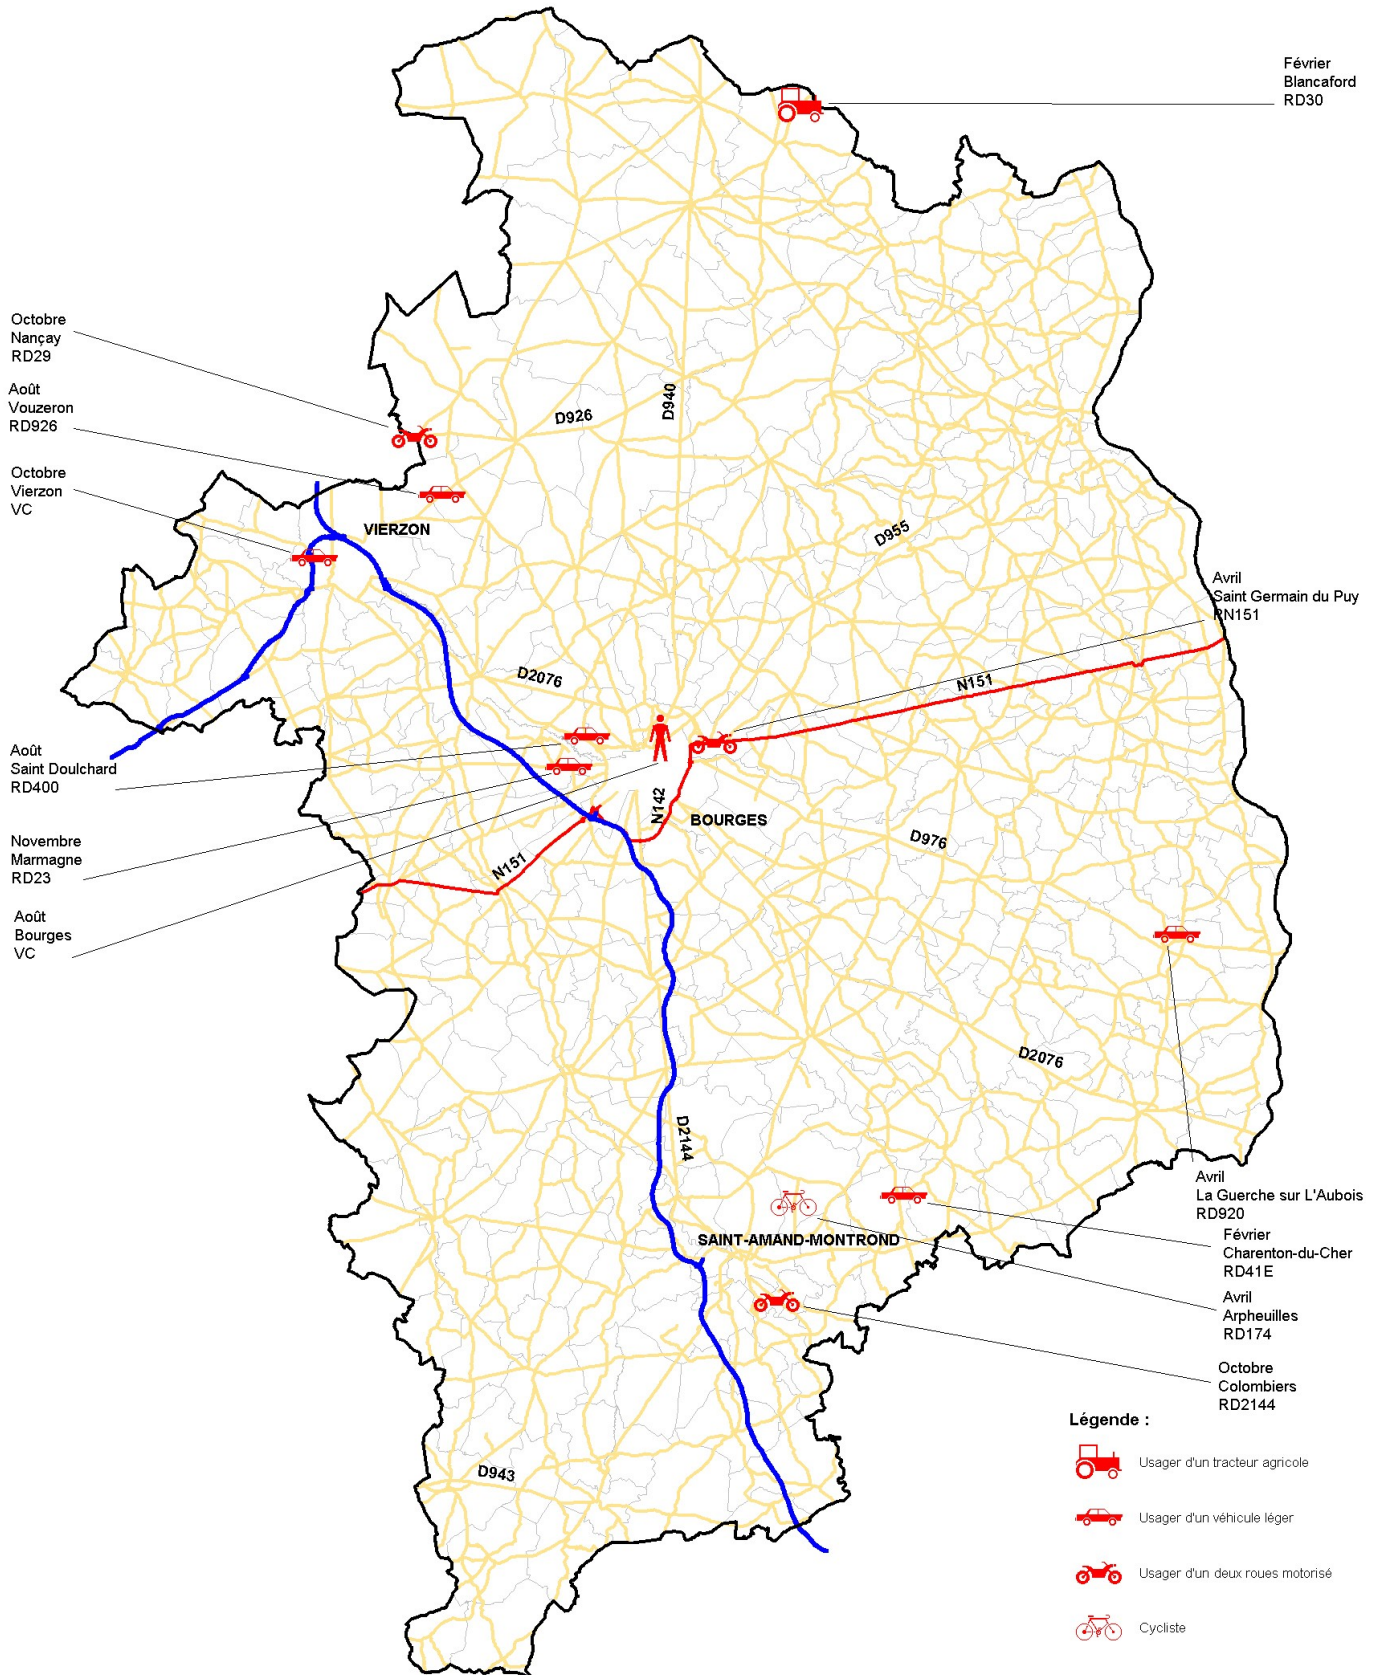 Février
Blancaford
RD30
Octobre
Nançay
RD29
Août
Vouzeron
RD926
Octobre
Vierzon
VC
D926
D940
VIERZON
D955
Avril
Saint Germain du Puy
RN151
D2076
N151
Août
Saint Doulchard
RD400
N142
BOURGES
Novembre
Marmagne
RD23
N151
D976
Août
Bourges
VC
D2076
D2144
Avril
La Guerche sur L'Aubois
RD920
SAINT-AMAND-MONTROND
Février
Charenton-du-Cher
RD41E
Avril
Arpheuilles
RD174
Octobre
Colombiers
RD2144
D943
Légende :
Usager d'un tracteur agricole
Usager d'un véhicule léger
Usager d'un deux roues motorisé
Cycliste